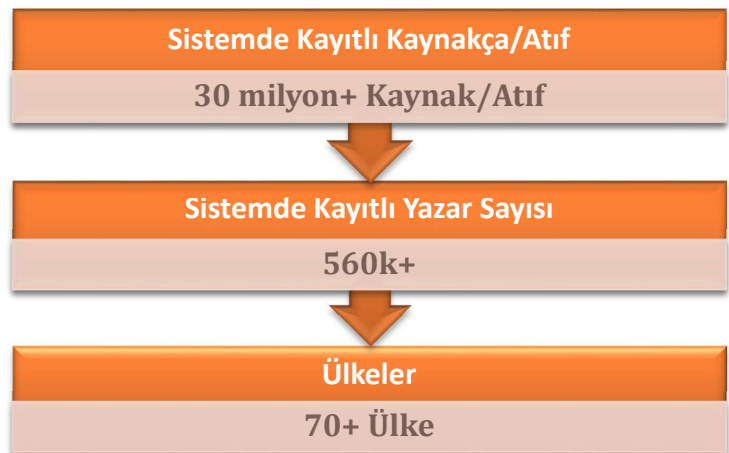 Sistemde Kayıtlı Kaynakça/Atıf
30 milyon+ Kaynak/Atıf
Sistemde Kayıtlı Yazar Sayısı
560k+
Ülkeler
70+ Ülke